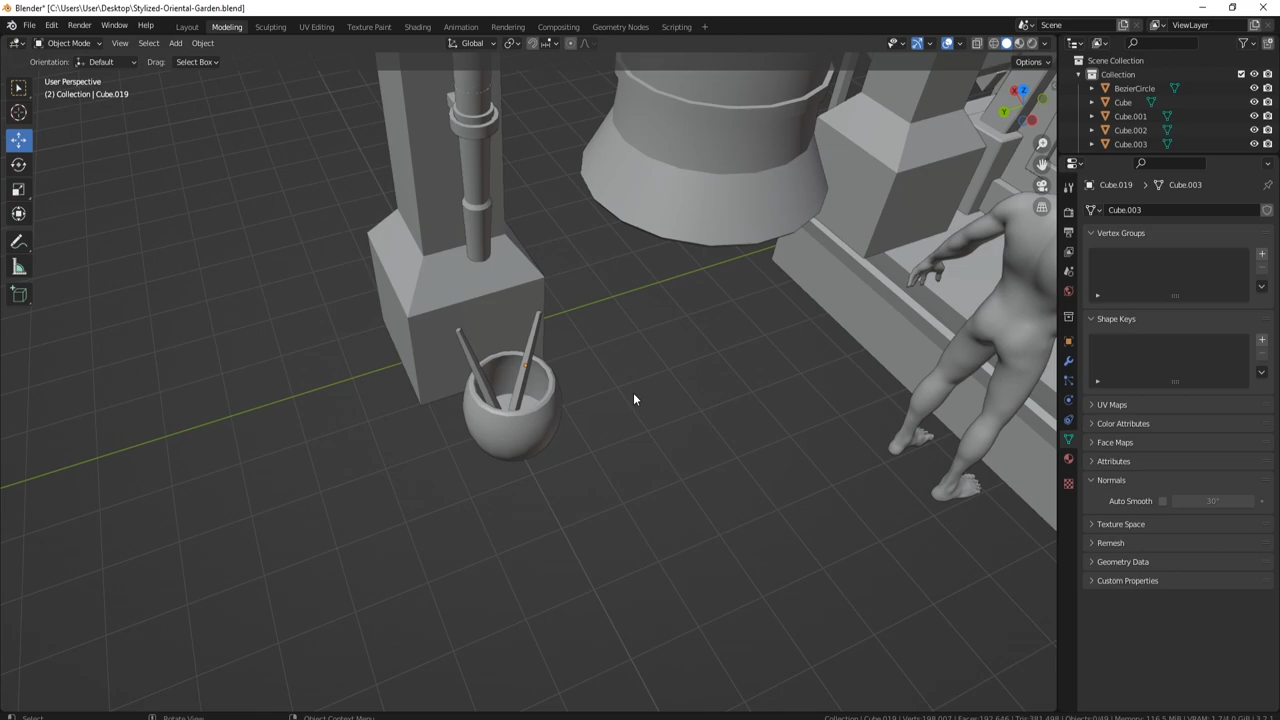 Blender* [C:\Users\User\Desktop\Stylized-Oriental-Garden.blend]
File Edit Render Window Help Layout Modeling Sculpting UV Editing Texture Paint Shading Animation Rendering Compositing Geometry Nodes Scripting + Scene ViewLayer
Object Mode View Select Add Object Global
Orientation: Default Drag: Select Box Options
User Perspective
(2) Collection | Cube.019
X Z Y
Scene Collection
Collection
BezierCircle
Cube
Cube.001
Cube.002
Cube.003
Cube.019 > Cube.003
Cube.003
Vertex Groups
Shape Keys
UV Maps
Color Attributes
Face Maps
Attributes
Normals
Auto Smooth 30°
Texture Space
Remesh
Geometry Data
Custom Properties
Select Rotate View Object Context Menu